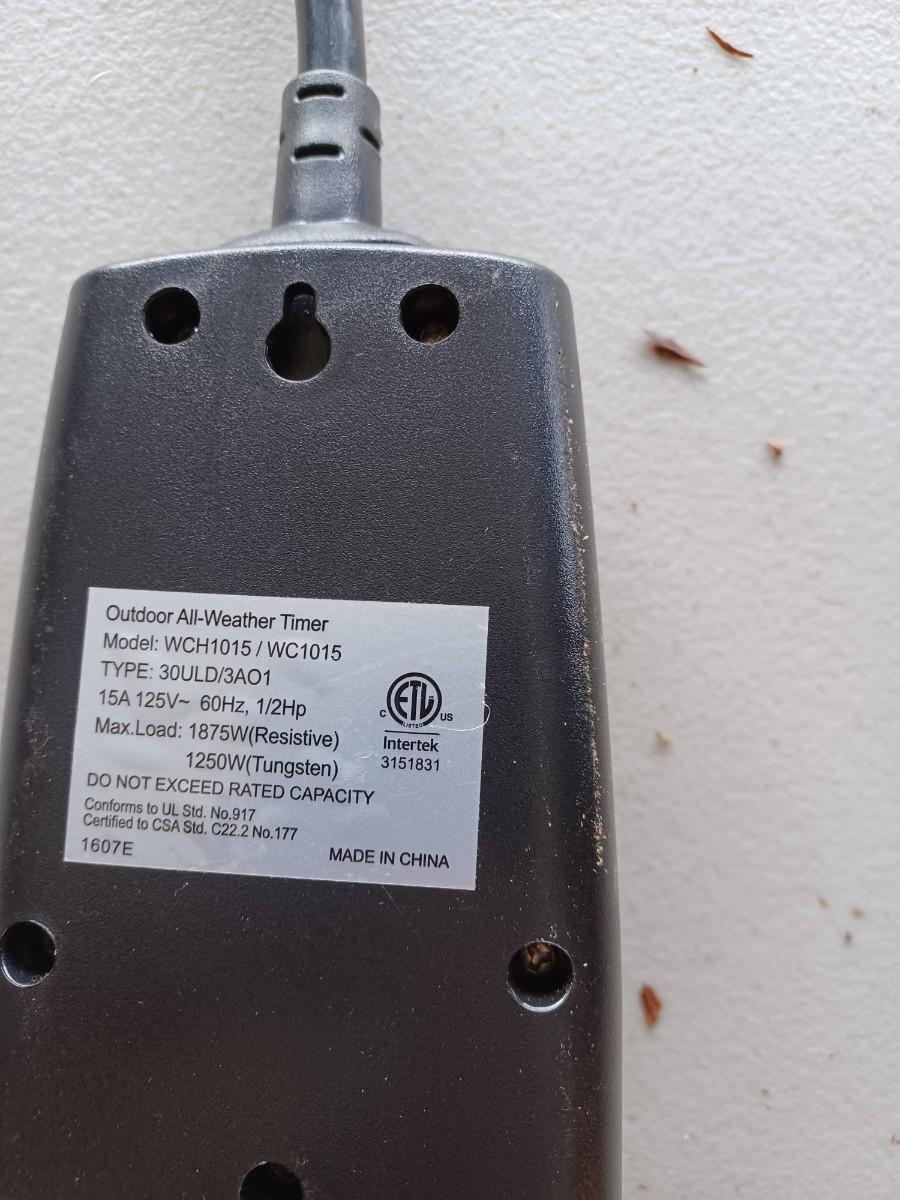 Outdoor All-Weather Timer
Model: WCH1015 / WC1015
TYPE: 30ULD/3AO1
15A 125V~ 60Hz, 1/2Hp
Max.Load: 1875W(Resistive)
1250W(Tungsten)
DO NOT EXCEED RATED CAPACITY
Conforms to UL Std. No.917
Certified to CSA Std. C22.2 No.177
1607E
ETL
C US
LISTED
Intertek
3151831
MADE IN CHINA